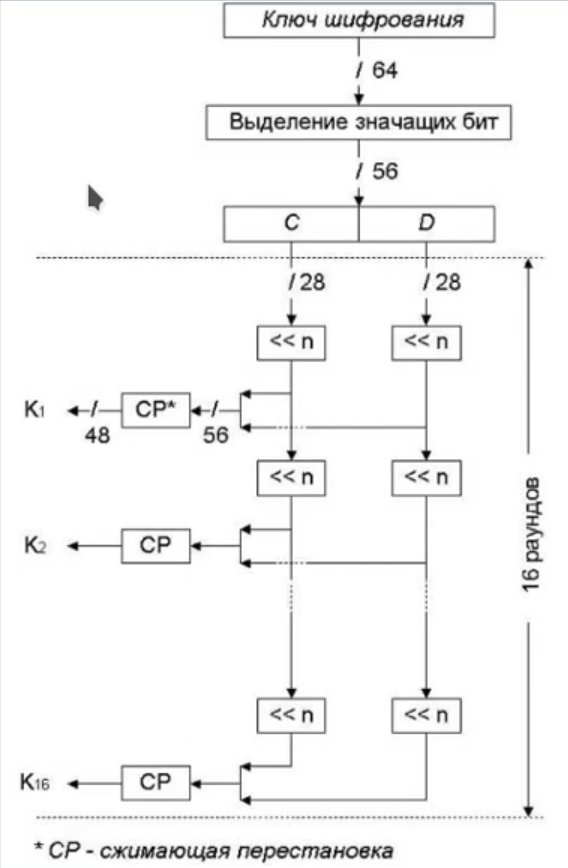 Ключ шифрования
/ 64
Выделение значащих бит
/ 56
C D
/ 28 / 28
<< n << n
K1 / CP* /
48 56
<< n << n
K2 CP
16 раундов
<< n << n
K16 CP
* CP - сжимающая перестановка